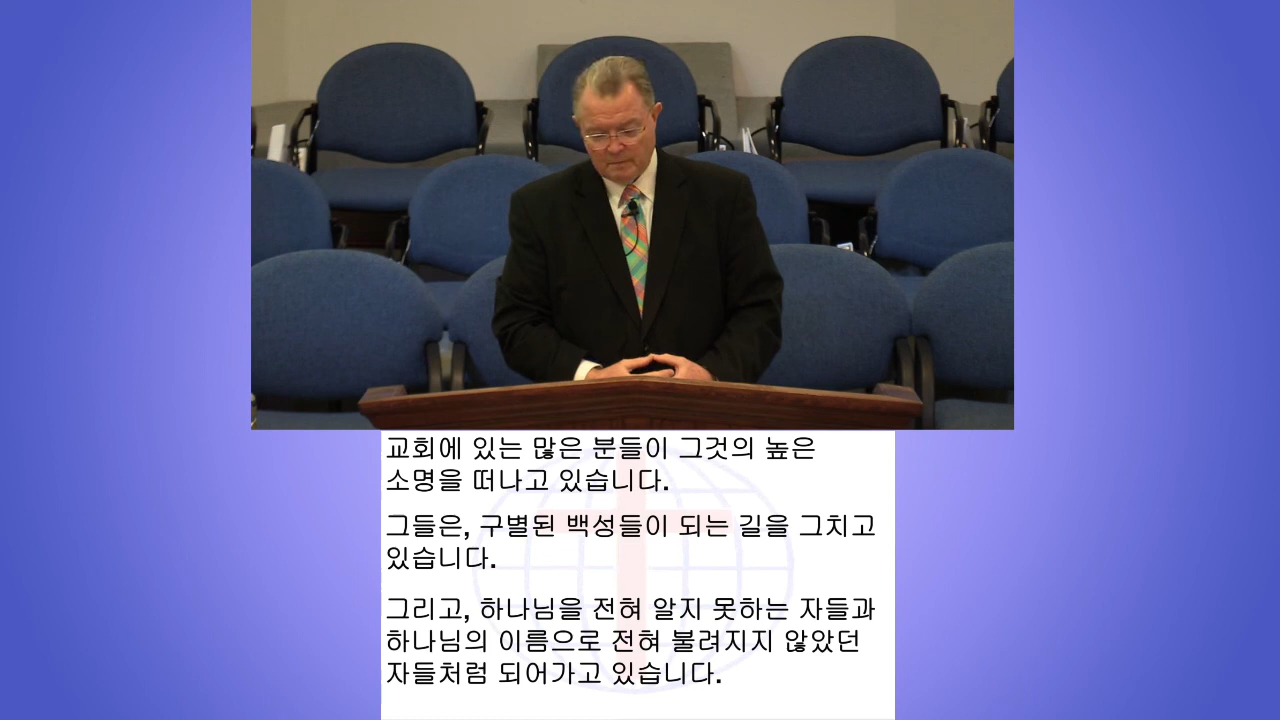 교회에 있는 많은 분들이 그것의 높은
소명을 떠나고 있습니다.
그들은, 구별된 백성들이 되는 길을 그치고
있습니다.
그리고, 하나님을 전혀 알지 못하는 자들과
하나님의 이름으로 전혀 불려지지 않았던
자들처럼 되어가고 있습니다.